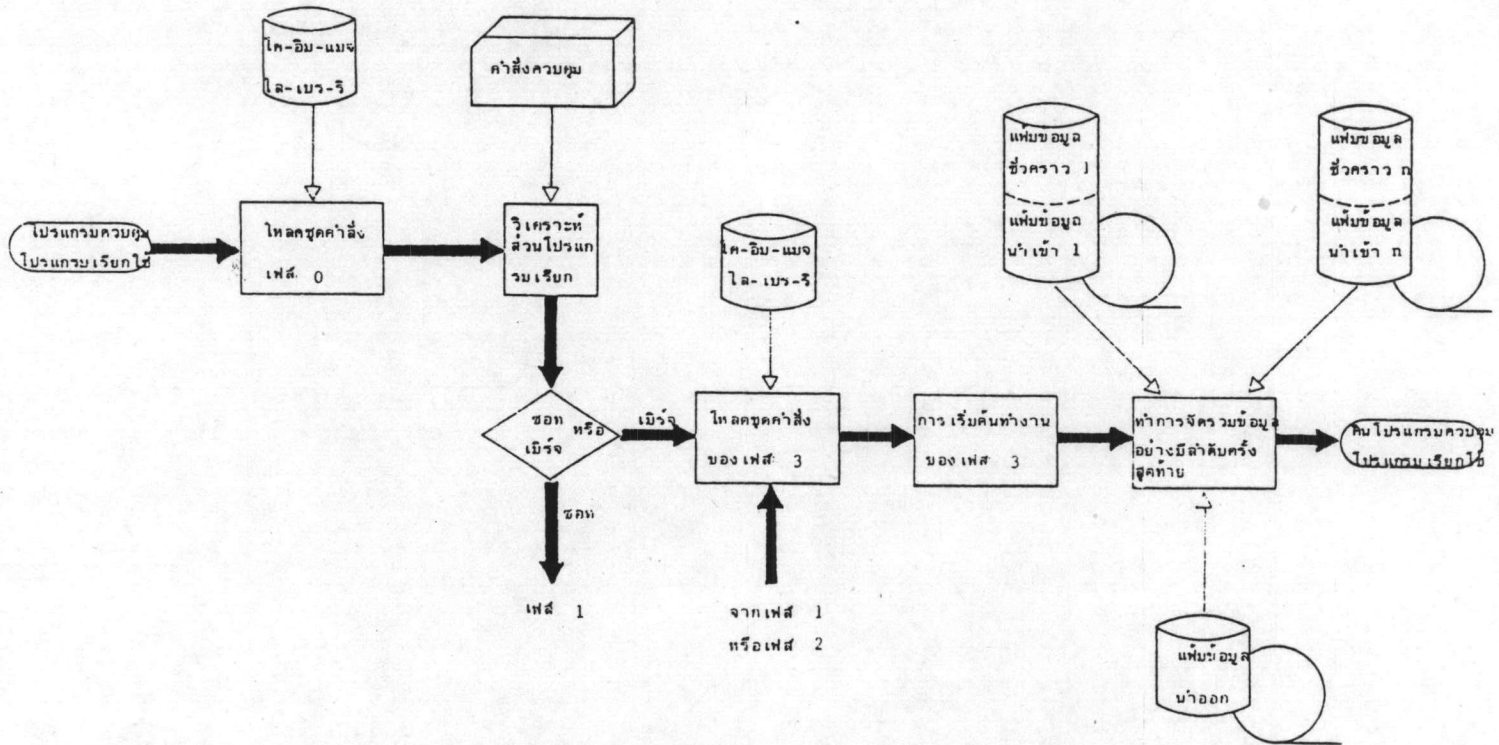 โค-อิม-แมจ
ไล-เบร-รี
คำสั่งควบคุม
แฟ้มข้อมูล
ชั่วคราว 1
แฟ้มข้อมูล
นำเข้า 1
แฟ้มข้อมูล
ชั่วคราว n
แฟ้มข้อมูล
นำเข้า n
โปรแกรมควบคุม
โปรแกรมเรียกใช้
โหลดชุดคำสั่ง
เฟส 0
วิเคราะห์
ส่วนโปรแก
รมเรียก
โค-อิม-แมจ
ไล-เบร-รี
ซอท หรือ
เมิร์จ
เมิร์จ
ซอท
โหลดชุดคำสั่ง
ของเฟส 3
การเริ่มต้นทำงาน
ของเฟส 3
ทำการจัดรวมข้อมูล
อย่างมีลำดับครั้ง
สุดท้าย
คืนโปรแกรมควบคุม
โปรแกรมเรียกใช้
เฟส 1
จากเฟส 1
หรือเฟส 2
แฟ้มข้อมูล
นำออก